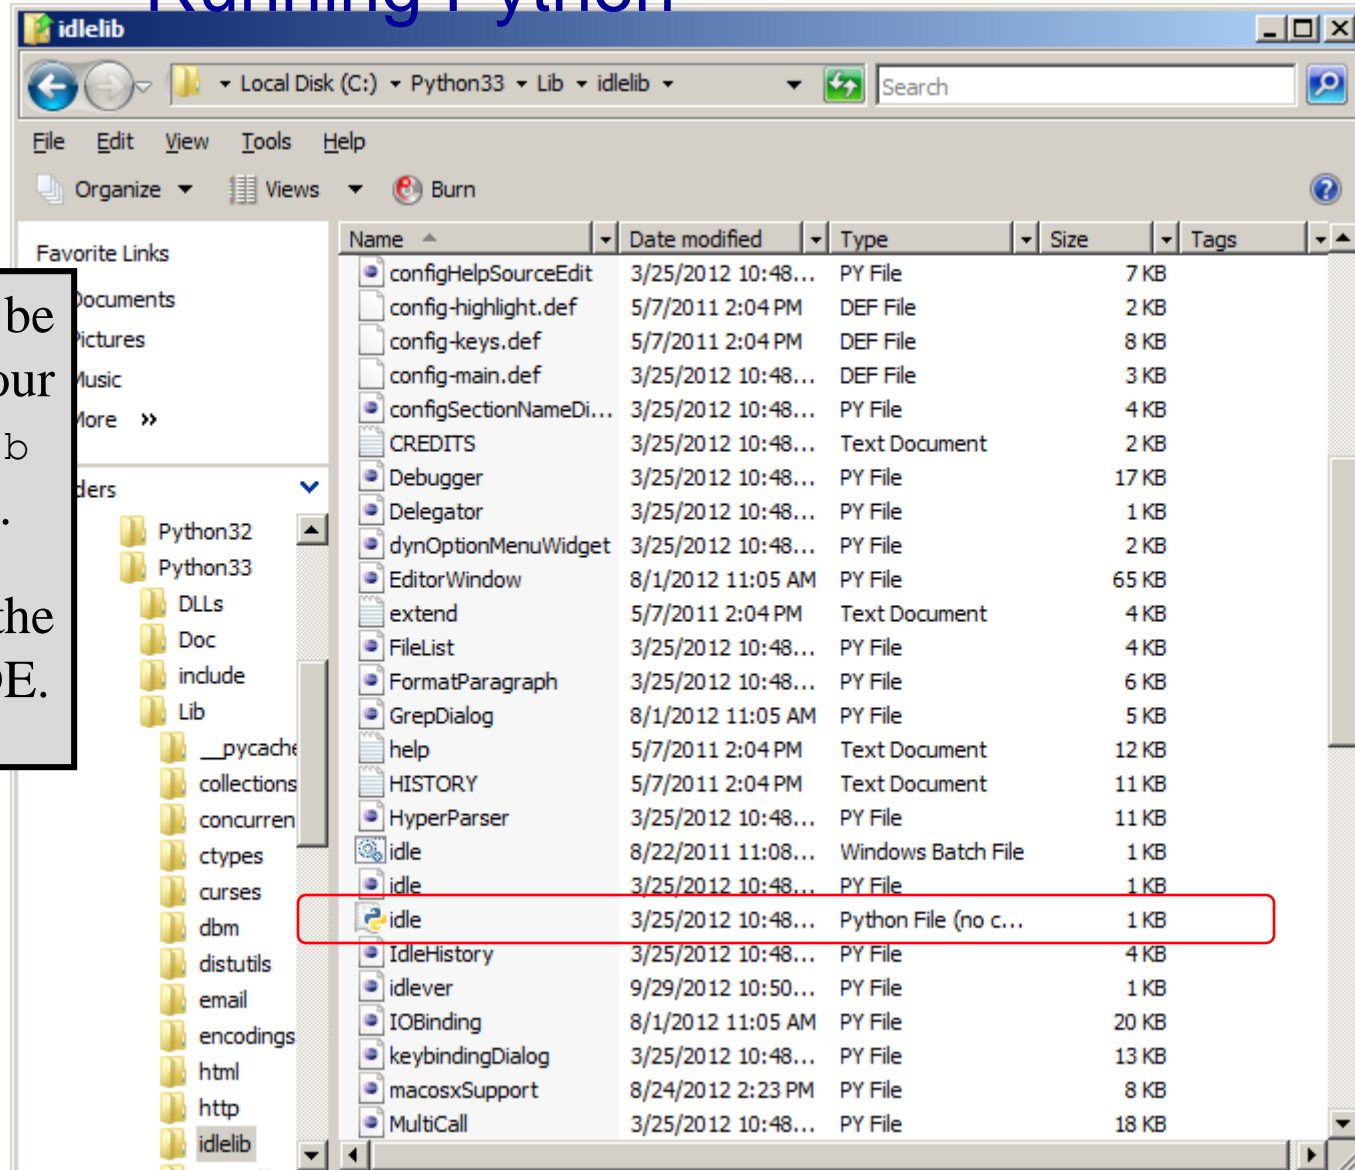 Running Python
idlelib
Local Disk (C:) Python33 Lib idlelib
Search
File Edit View Tools Help
Organize Views Burn
Favorite Links
Documents
Pictures
Music
More »
be
our
b
.
the
DE.
Folders
Python32
Python33
DLLs
Doc
include
Lib
__pycache
collections
concurren
ctypes
curses
dbm
distutils
email
encodings
html
http
idlelib
Name Date modified Type Size Tags
configHelpSourceEdit 3/25/2012 10:48... PY File 7 KB
config-highlight.def 5/7/2011 2:04 PM DEF File 2 KB
config-keys.def 5/7/2011 2:04 PM DEF File 8 KB
config-main.def 3/25/2012 10:48... DEF File 3 KB
configSectionNameDi... 3/25/2012 10:48... PY File 4 KB
CREDITS 3/25/2012 10:48... Text Document 2 KB
Debugger 3/25/2012 10:48... PY File 17 KB
Delegator 3/25/2012 10:48... PY File 1 KB
dynOptionMenuWidget 3/25/2012 10:48... PY File 2 KB
EditorWindow 8/1/2012 11:05 AM PY File 65 KB
extend 5/7/2011 2:04 PM Text Document 4 KB
FileList 3/25/2012 10:48... PY File 4 KB
FormatParagraph 3/25/2012 10:48... PY File 6 KB
GrepDialog 8/1/2012 11:05 AM PY File 5 KB
help 5/7/2011 2:04 PM Text Document 12 KB
HISTORY 5/7/2011 2:04 PM Text Document 11 KB
HyperParser 3/25/2012 10:48... PY File 11 KB
idle 8/22/2011 11:08... Windows Batch File 1 KB
idle 3/25/2012 10:48... PY File 1 KB
idle 3/25/2012 10:48... Python File (no c... 1 KB
IdleHistory 3/25/2012 10:48... PY File 4 KB
idlever 9/29/2012 10:50... PY File 1 KB
IOBinding 8/1/2012 11:05 AM PY File 20 KB
keybindingDialog 3/25/2012 10:48... PY File 13 KB
macosxSupport 8/24/2012 2:23 PM PY File 8 KB
MultiCall 3/25/2012 10:48... PY File 18 KB